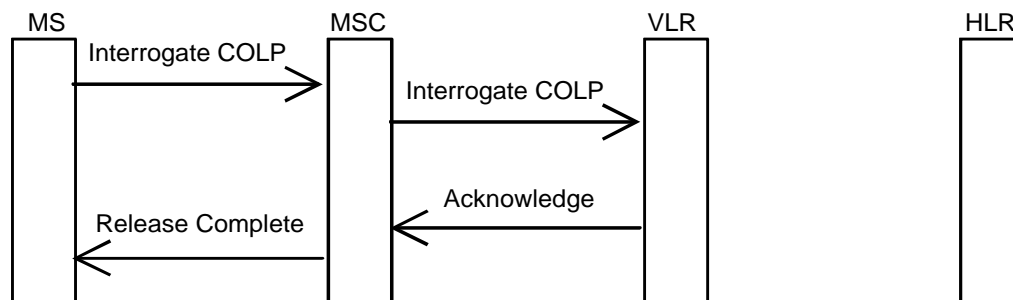 MS MSC VLR HLR
Interrogate COLP
Interrogate COLP
Acknowledge
Release Complete